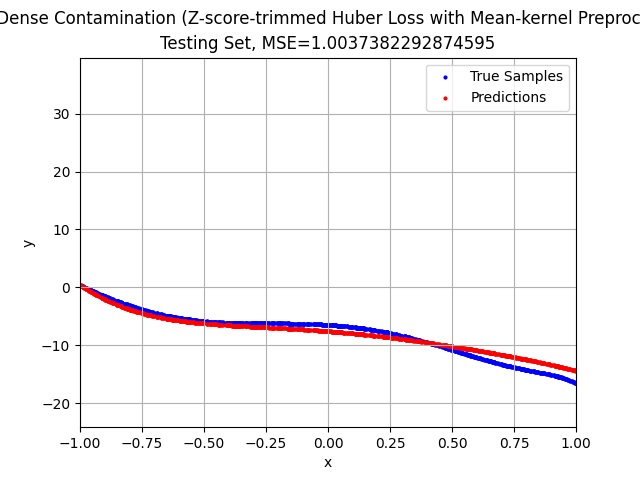 Dense Contamination (Z-score-trimmed Huber Loss with Mean-kernel Preproc
Testing Set, MSE=1.0037382292874595
True Samples
Predictions
30
20
10
0
−10
−20
y
−1.00 −0.75 −0.50 −0.25 0.00 0.25 0.50 0.75 1.00
x